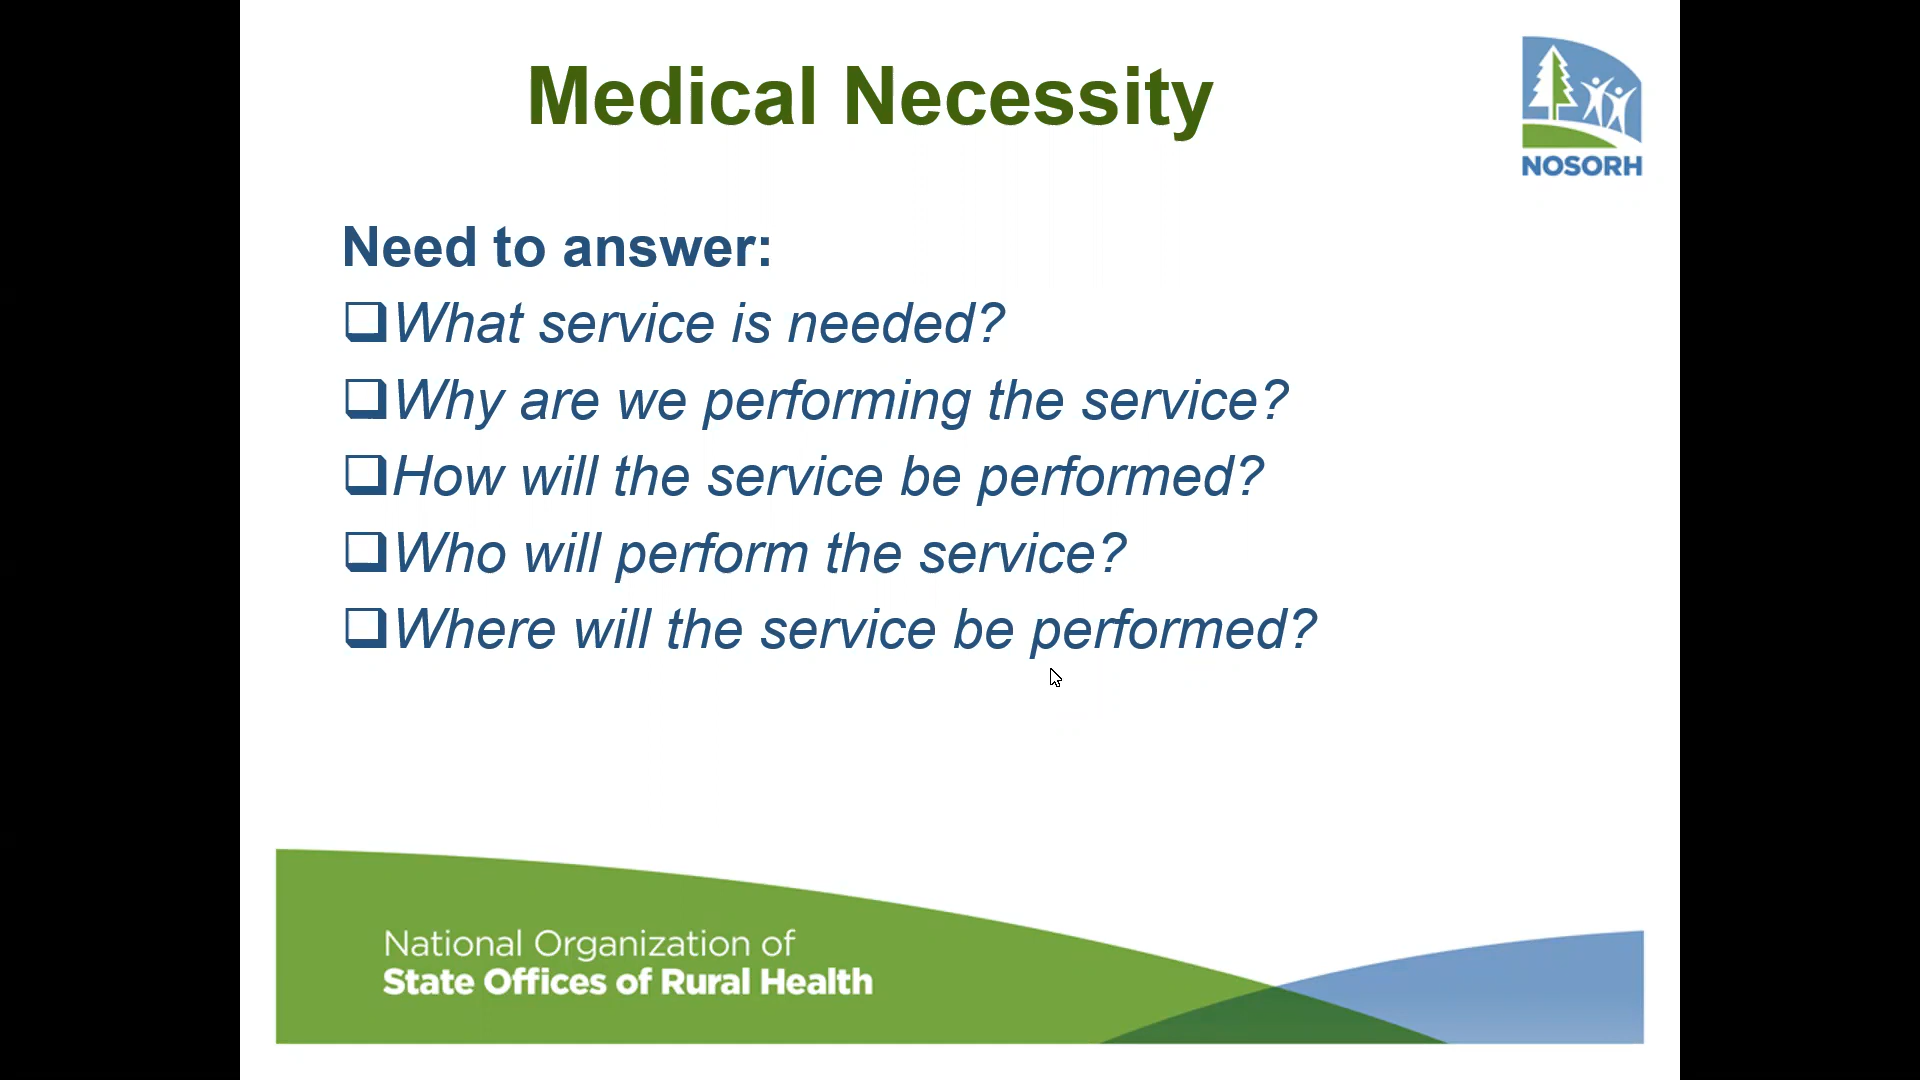 Medical Necessity
NOSORH
Need to answer:
❑What service is needed?
❑Why are we performing the service?
❑How will the service be performed?
❑Who will perform the service?
❑Where will the service be performed?
National Organization of
State Offices of Rural Health